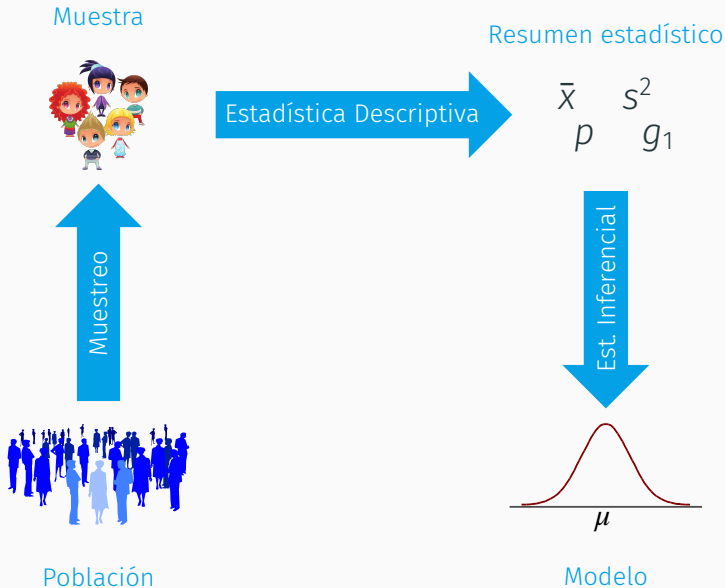 Muestra
Resumen estadístico
Estadística Descriptiva
x̄ s²
p g₁
Muestreo
Est. Inferencial
μ
Población
Modelo